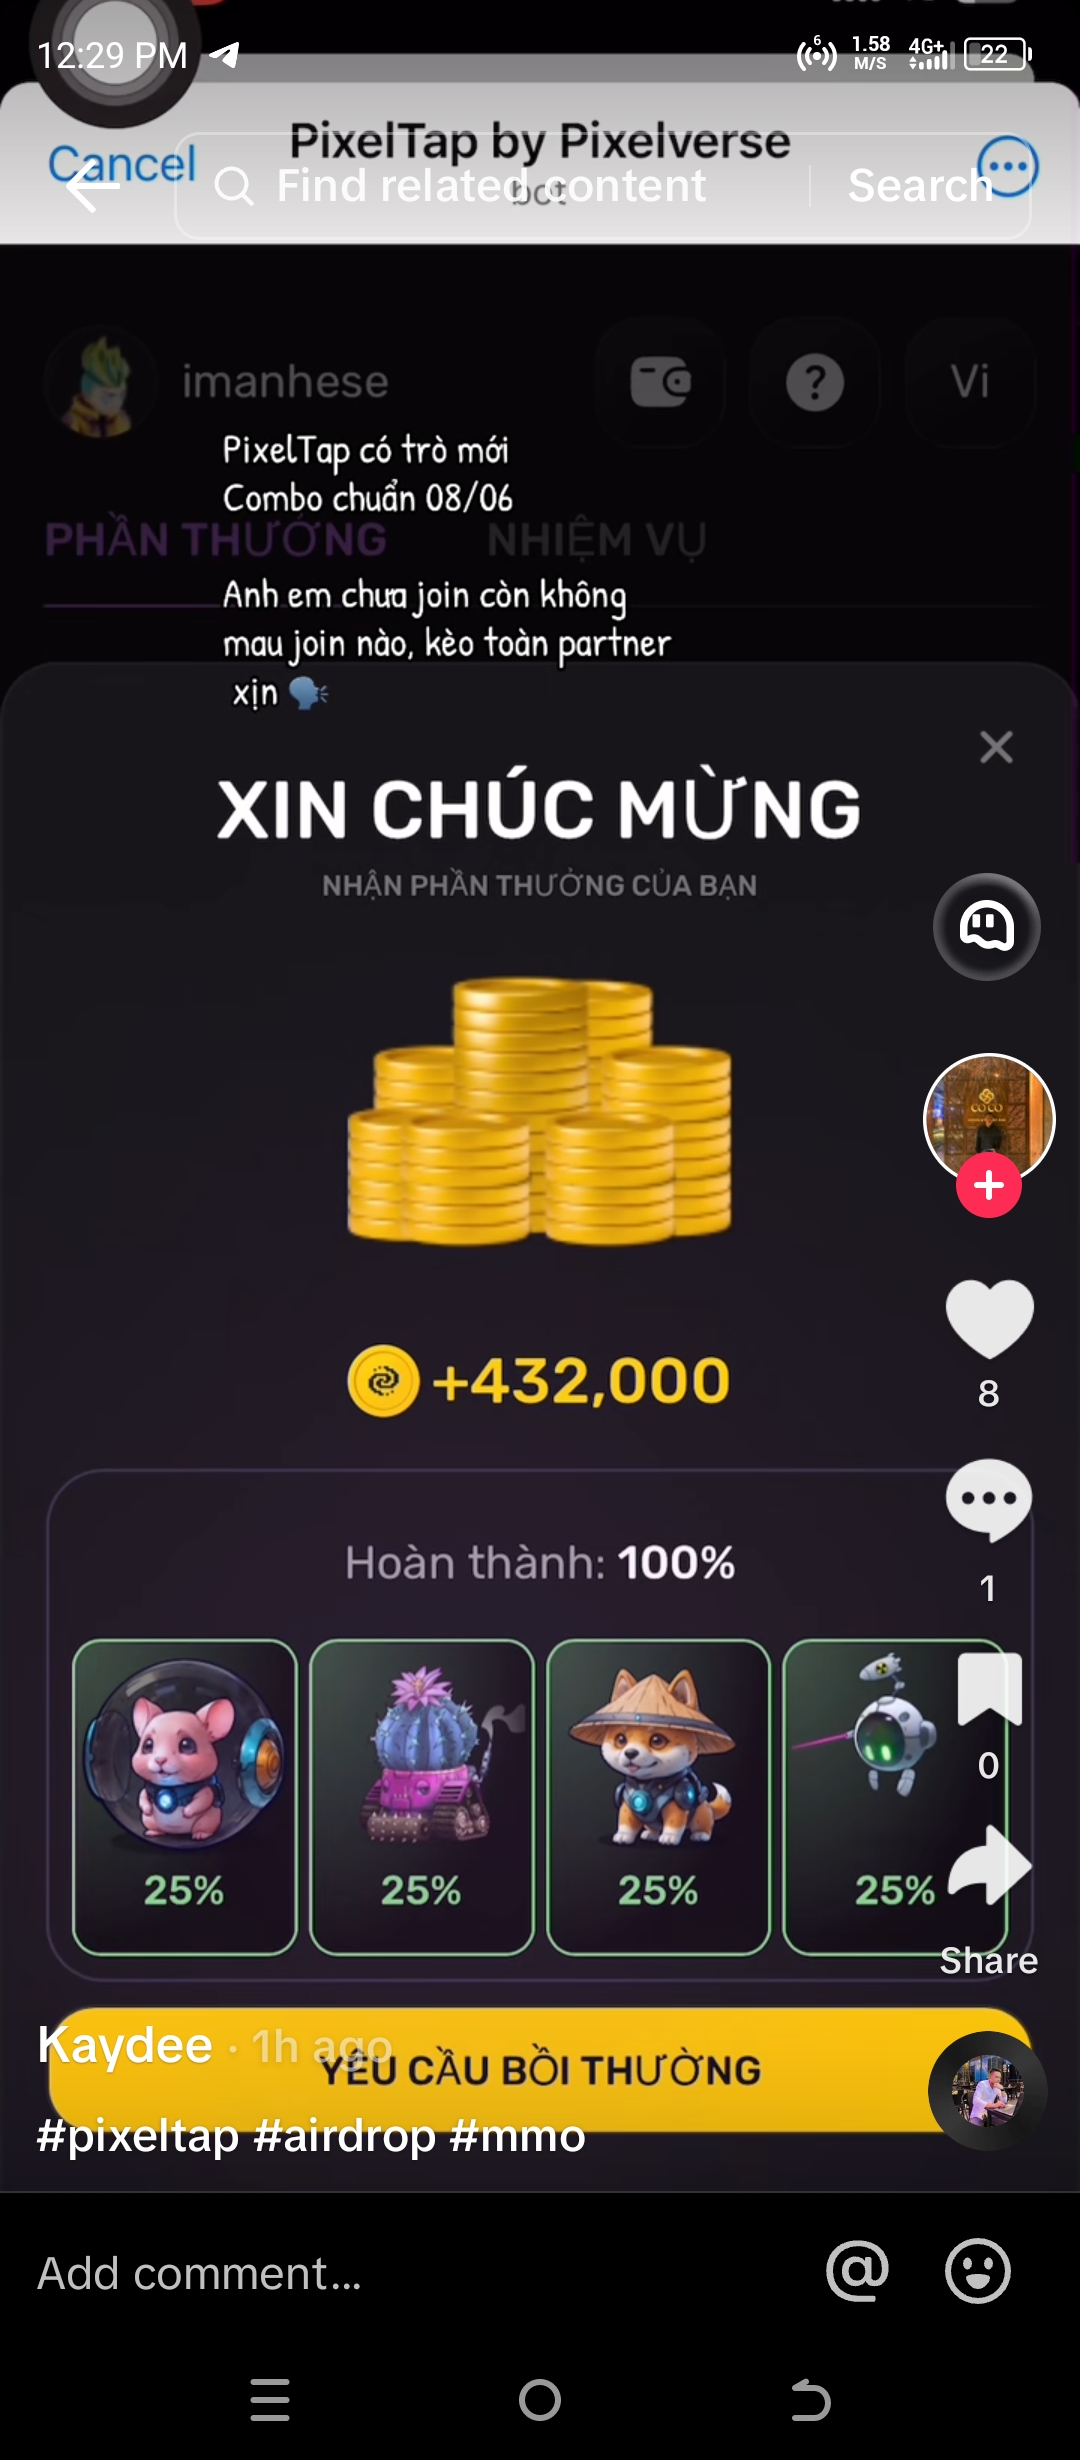 12:29 PM
6
1.58
M/S
4G+
22
PixelTap by Pixelverse
Cancel
bot
Find related content
Search
imanhese
Vi
PixelTap có trò mới
Combo chuẩn 08/06
PHẦN THƯỞNG
NHIỆM VỤ
Anh em chưa join còn không
mau join nào, kèo toàn partner
xịn
XIN CHÚC MỪNG
NHẬN PHẦN THƯỞNG CỦA BẠN
COCO
+432,000
8
Hoàn thành: 100%
1
0
25%
25%
25%
25%
Share
Kaydee · 1h ago
YÊU CẦU BỒI THƯỜNG
#pixeltap #airdrop #mmo
Add comment...